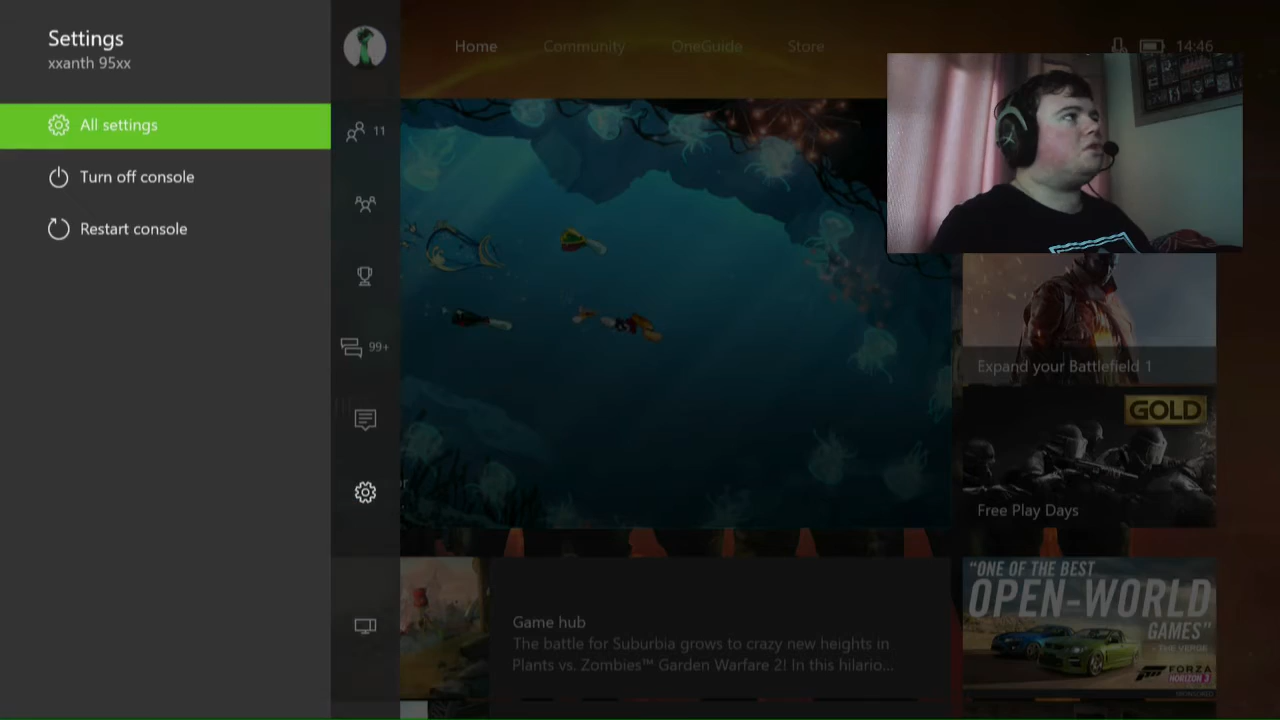 Settings
xxanth 95xx
All settings
Turn off console
Restart console
11
99+
Home
Community
OneGuide
Store
14:46
Expand your Battlefield 1
GOLD
Free Play Days
Game hub
The battle for Suburbia grows to crazy new heights in
Plants vs. Zombies™ Garden Warfare 2! In this hilario...
"ONE OF THE BEST
OPEN-WORLD
GAMES"
- THE VERGE
FORZA
HORIZON 3
SPONSORED